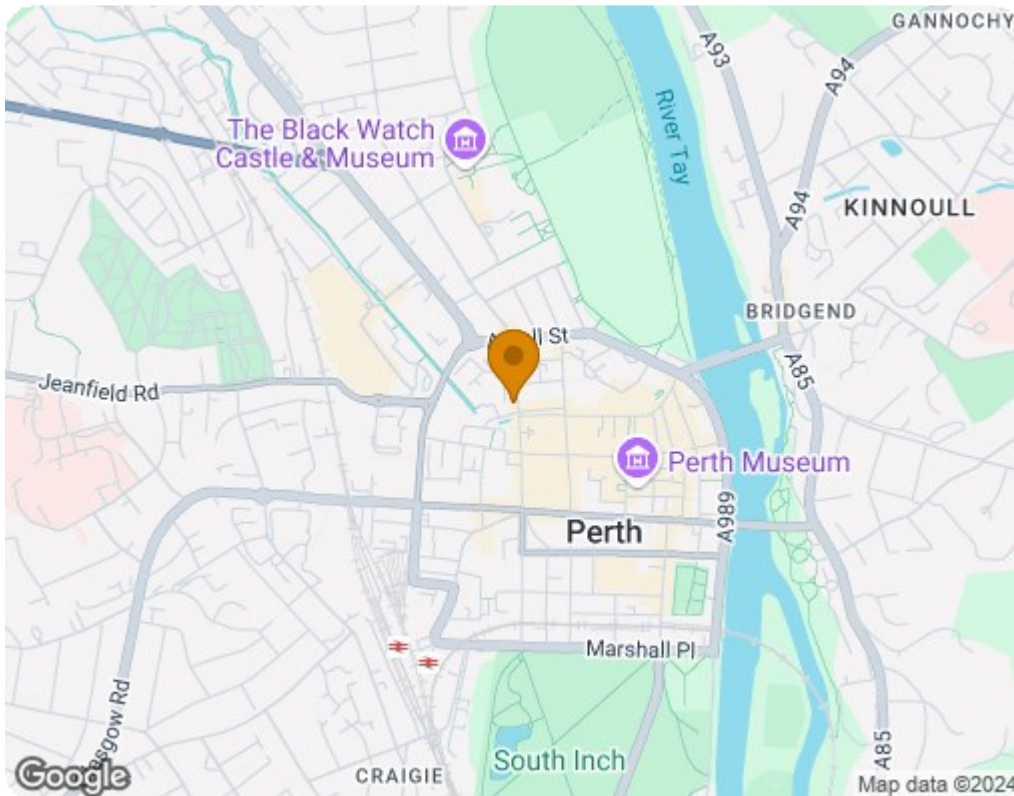 GANNOCHY
A93
A94
River Tay
The Black Watch
Castle & Museum
A94
KINNOULL
BRIDGEND
St
Jeanfield Rd
A85
Perth Museum
A989
Perth
Marshall Pl
Rd
South Inch
A85
CRAIGIE
Google
Map data ©2024